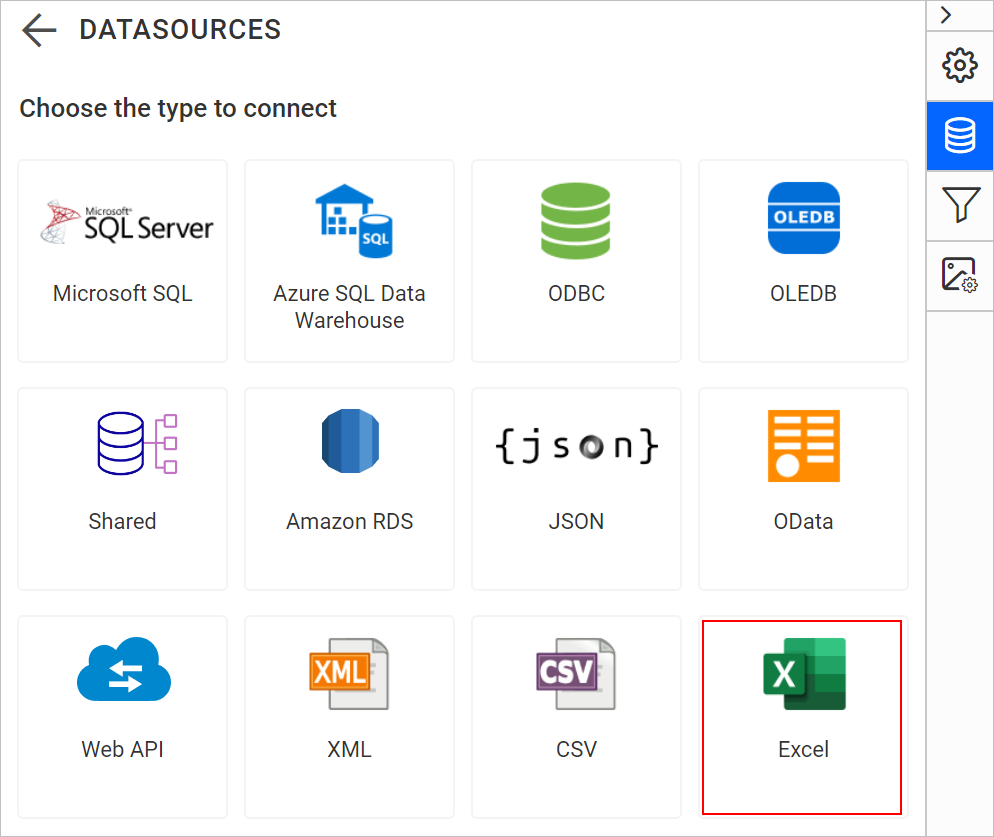 DATASOURCES
Choose the type to connect
Microsoft®
SQL Server
Microsoft SQL
SQL
Azure SQL Data
Warehouse
ODBC
OLEDB
OLEDB
Shared
Amazon RDS
{json}
JSON
OData
Web API
XML
XML
CSV
CSV
X
Excel